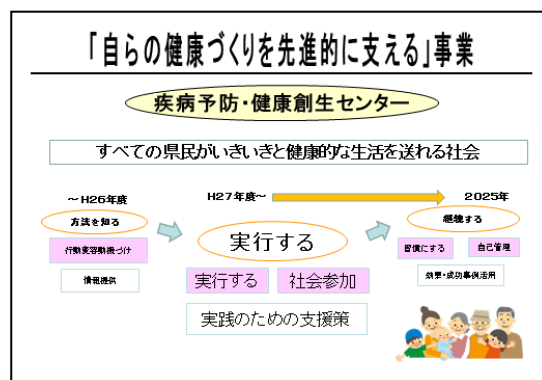 「自らの健康づくりを先進的に支える」事業
疾病予防・健康創生センター
すべての県民がいきいきと健康的な生活を送れる社会
～H26年度
H27年度～
2025年
方法を知る
実行する
継続する
行動変容動機づけ
情報提供
実行する
社会参加
実践のための支援策
習慣にする
自己管理
効果・成功事例活用